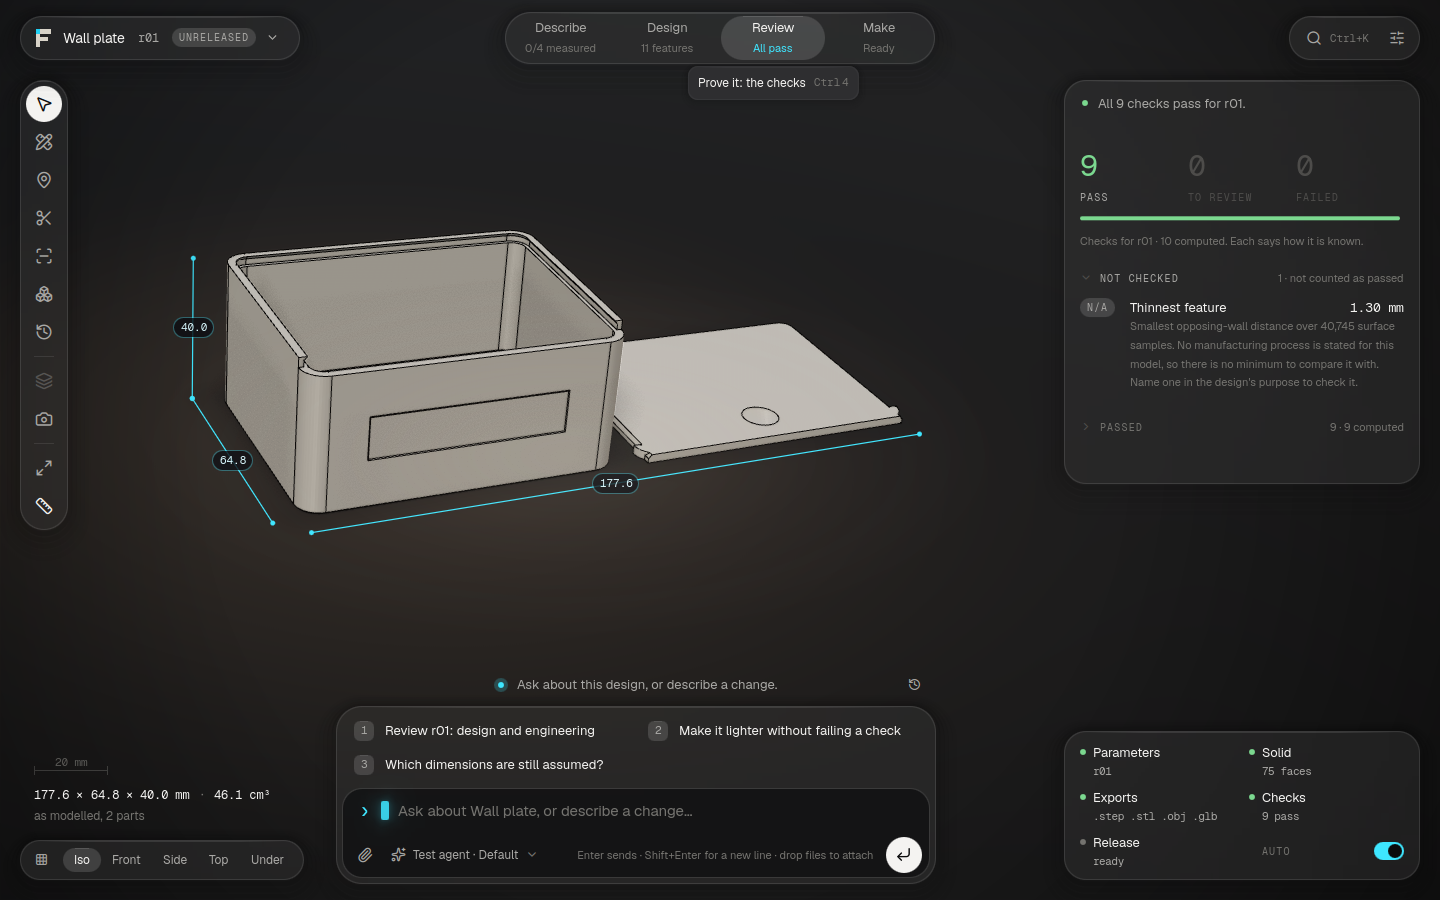 Wall plate r01 UNRELEASED
Describe
0/4 measured
Design
11 features
Review
All pass
Make
Ready
Ctrl+K
Prove it: the checks Ctrl 4
All 9 checks pass for r01.
9
PASS
0
TO REVIEW
0
FAILED
Checks for r01 · 10 computed. Each says how it is known.
NOT CHECKED 1 · not counted as passed
N/A Thinnest feature 1.30 mm
Smallest opposing-wall distance over 40,745 surface
samples. No manufacturing process is stated for this
model, so there is no minimum to compare it with.
Name one in the design's purpose to check it.
PASSED 9 · 9 computed
40.0
64.8
177.6
Ask about this design, or describe a change.
1 Review r01: design and engineering
2 Make it lighter without failing a check
3 Which dimensions are still assumed?
Ask about Wall plate, or describe a change...
Test agent · Default
Enter sends · Shift+Enter for a new line · drop files to attach
20 mm
177.6 × 64.8 × 40.0 mm · 46.1 cm³
as modelled, 2 parts
Iso Front Side Top Under
Parameters
r01
Solid
75 faces
Exports
.step .stl .obj .glb
Checks
9 pass
Release
ready
AUTO